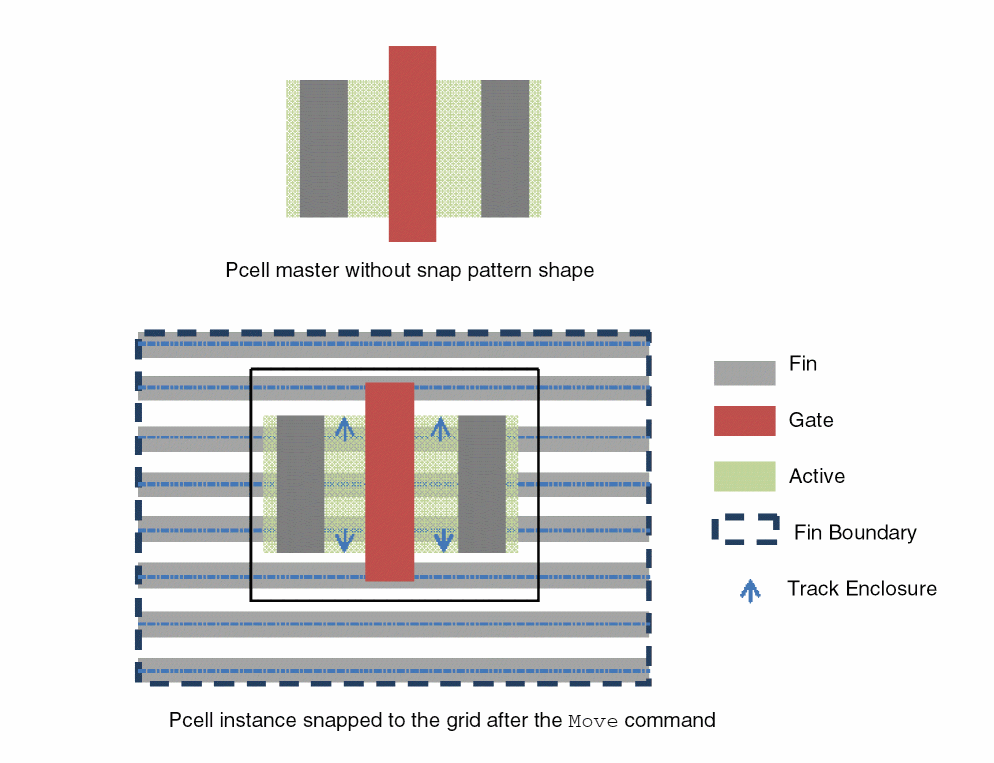 Pcell master without snap pattern shape
Fin
Gate
Active
Fin Boundary
Track Enclosure
Pcell instance snapped to the grid after the Move command